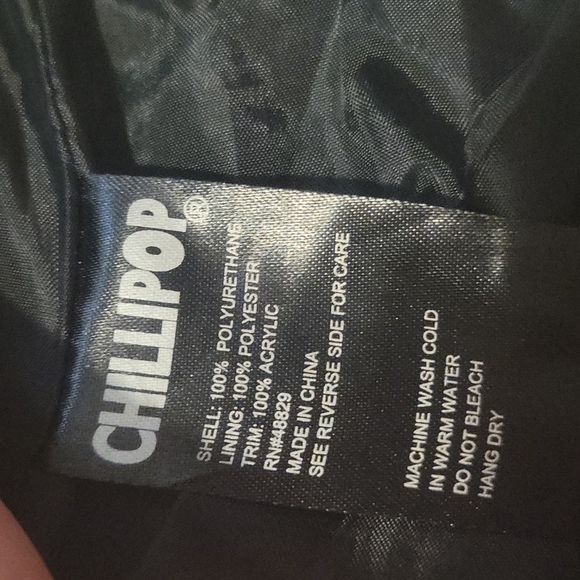 CHILLIPOP®
SHELL: 100% POLYURETHANE
LINING: 100% POLYESTER
TRIM: 100% ACRYLIC
RN#48829
MADE IN CHINA
SEE REVERSE SIDE FOR CARE
MACHINE WASH COLD
IN WARM WATER
DO NOT BLEACH
HANG DRY